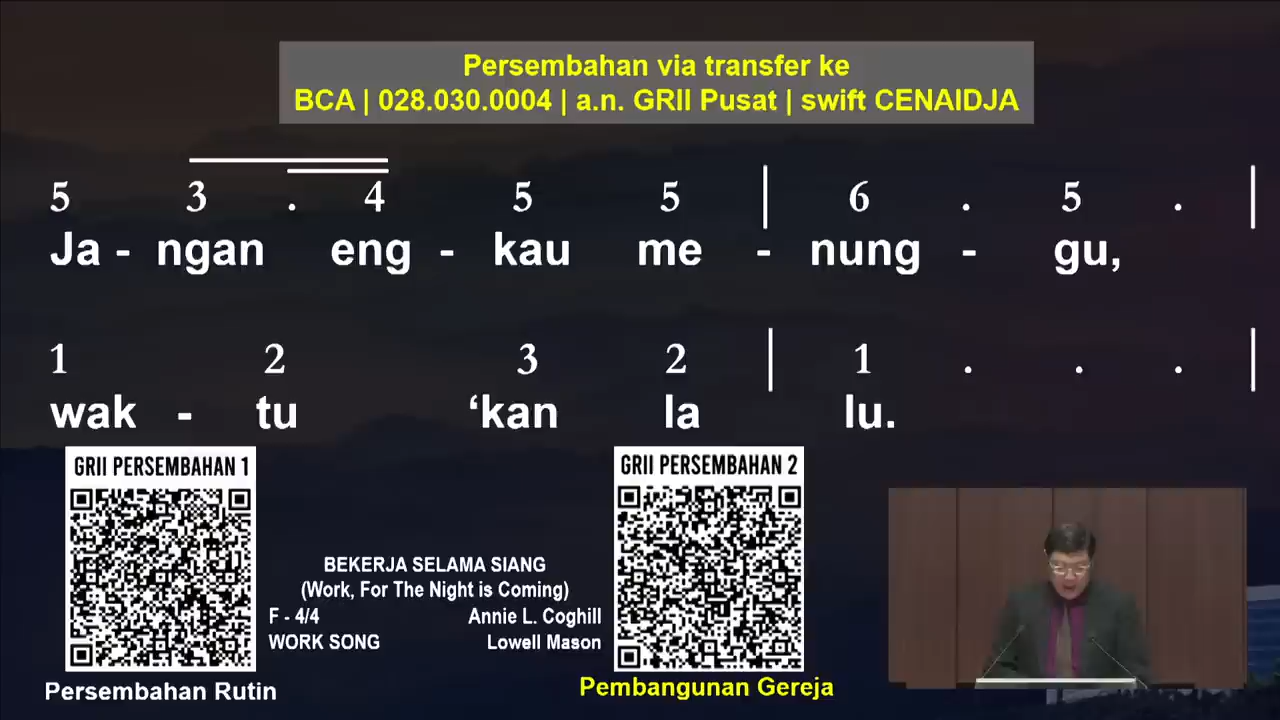 Persembahan via transfer ke
BCA | 028.030.0004 | a.n. GRII Pusat | swift CENAIDJA
5 3 . 4 5 5 | 6 . 5 . |
Ja - ngan eng - kau me - nung - gu,
1 2 3 2 | 1 . . . |
wak - tu ‘kan la lu.
GRII PERSEMBAHAN 1
GRII PERSEMBAHAN 2
BEKERJA SELAMA SIANG
(Work, For The Night is Coming)
F - 4/4 Annie L. Coghill
WORK SONG Lowell Mason
Persembahan Rutin
Pembangunan Gereja